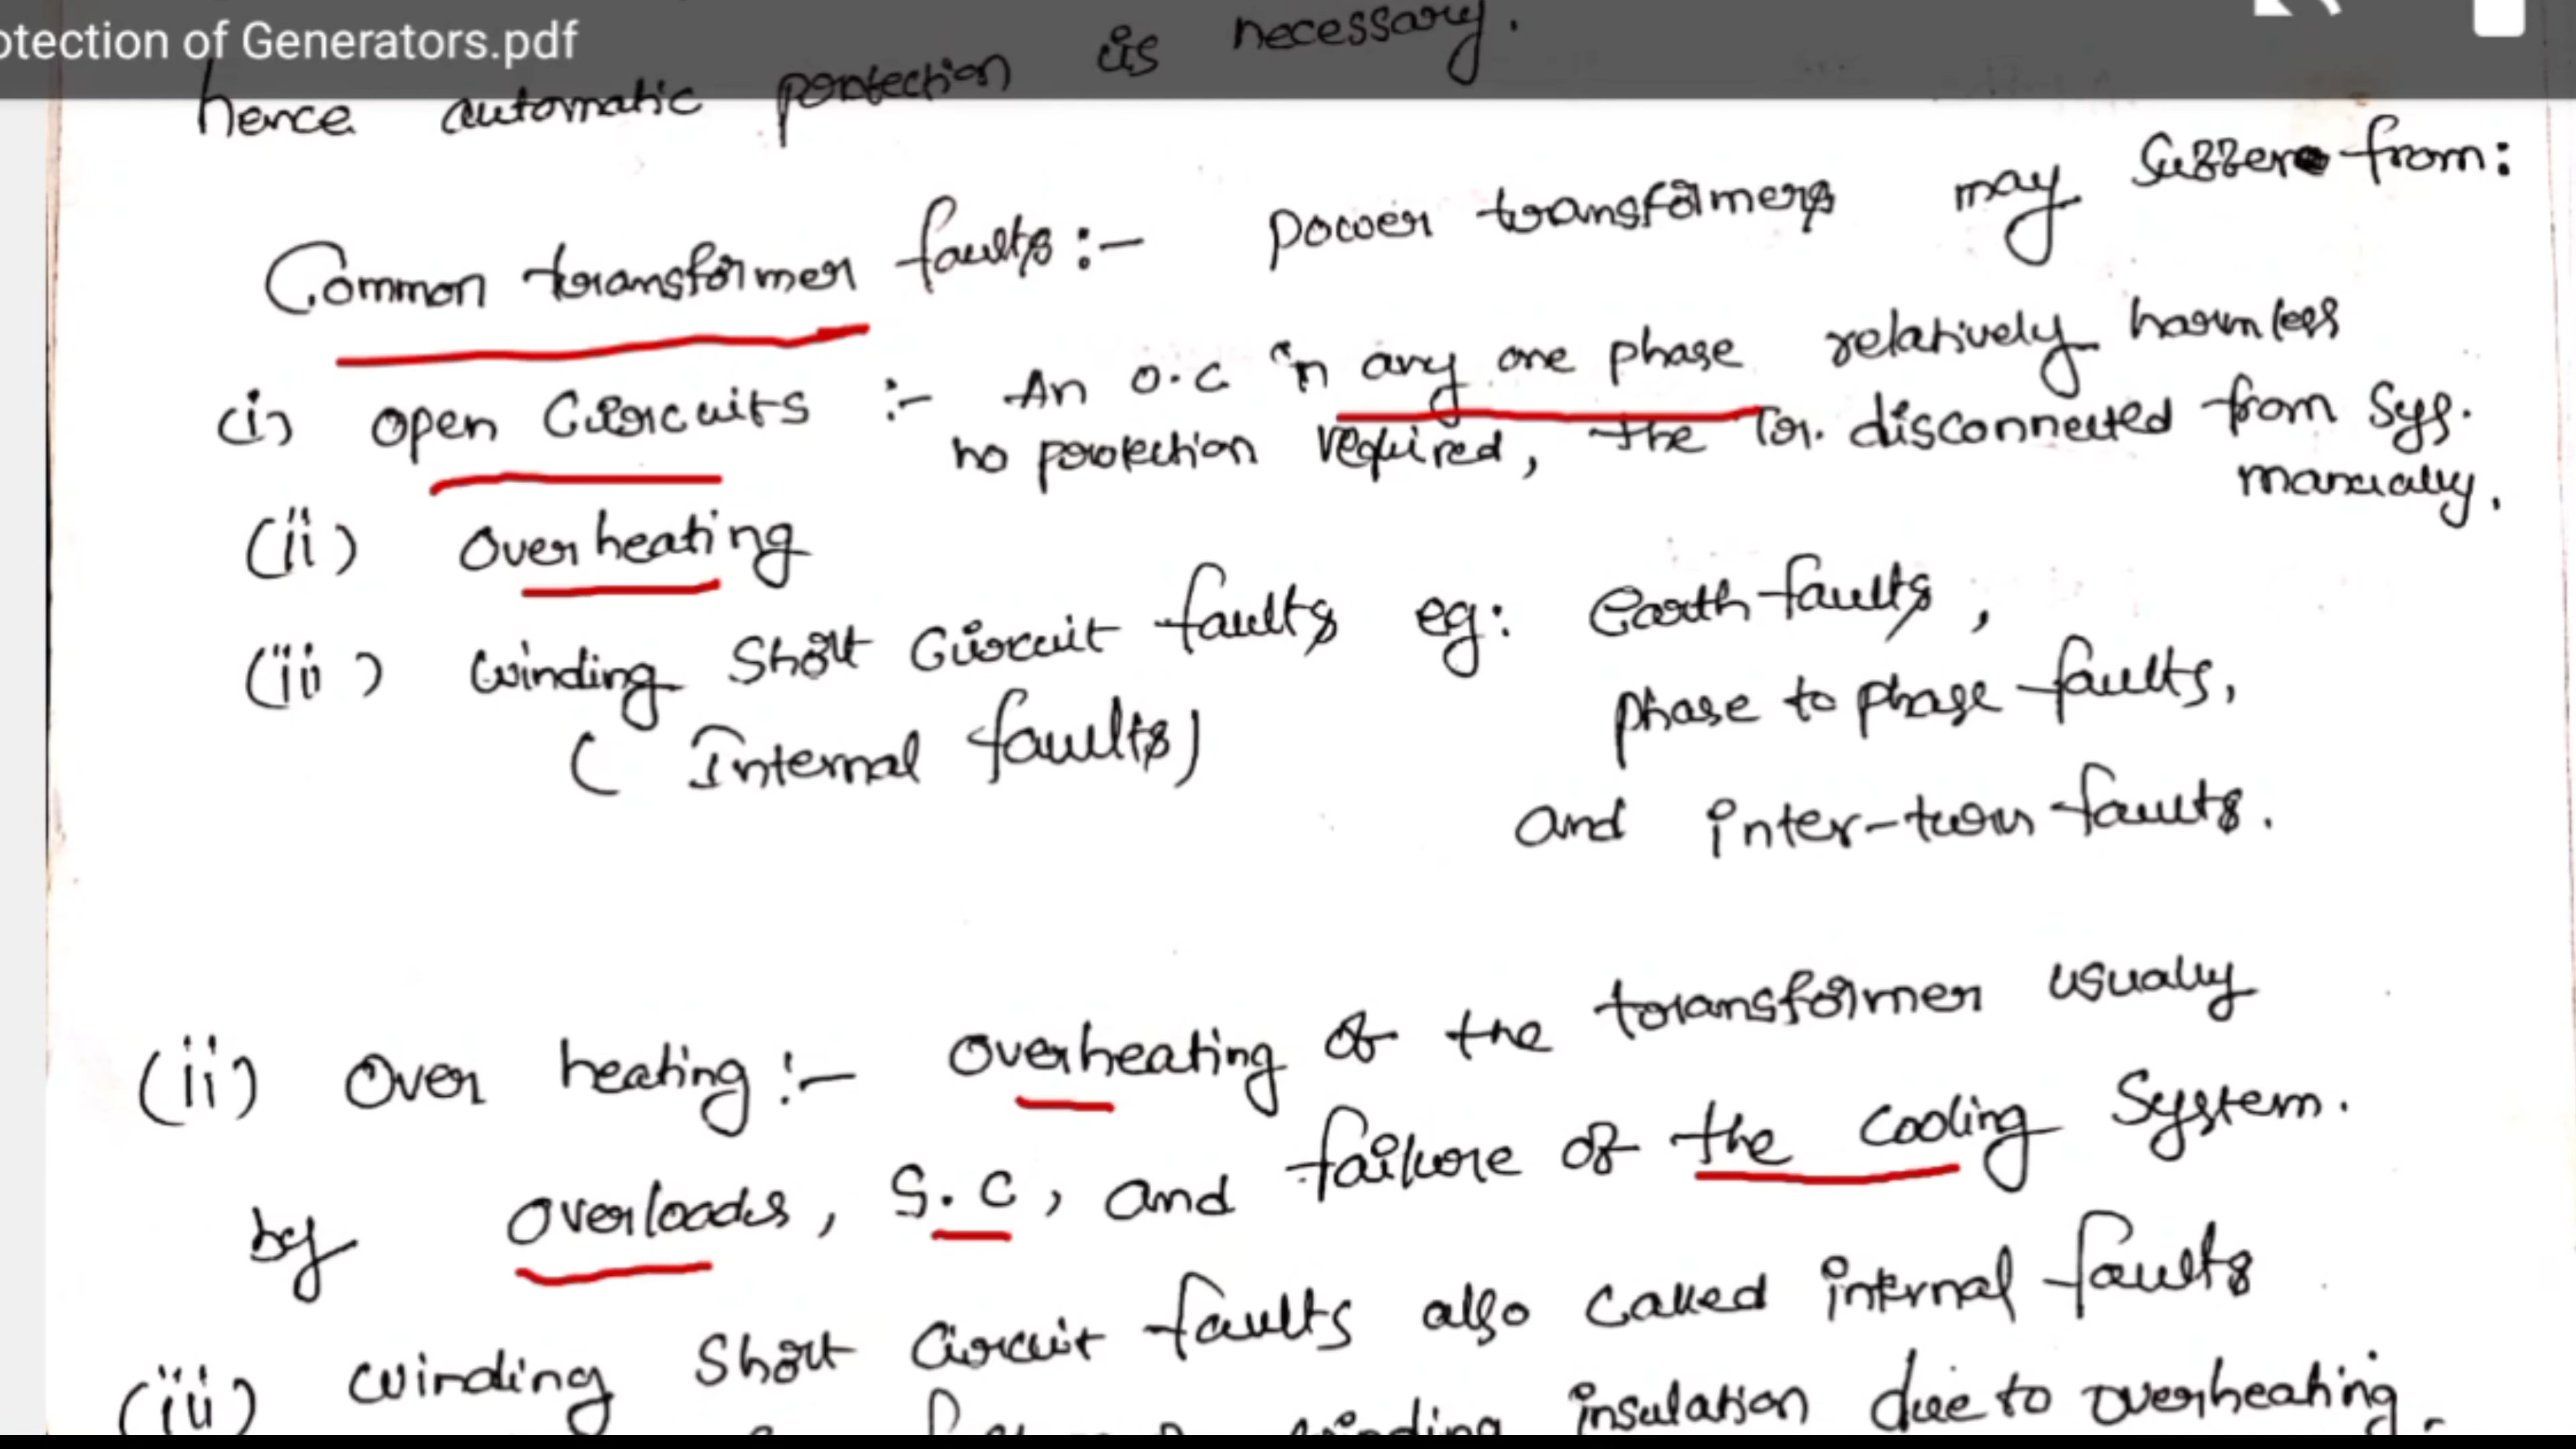 otection of Generators.pdf
is necessary.
hence automatic protection
Common transformer faults:- Power transformers may suffer from:
(i) open Circuits :- An o.c in any one phase relatively harmless
no protection required, the Tr. disconnected from Sys.
manually.
(ii) Overheating
(iii) winding Short Circuit faults eg: earth-faults,
( Internal faults) phase to phase faults,
and inter-turn faults.
(ii) Over heating:- Overheating of the transformer usually
by overloads, S.C, and failure of the cooling System.
(iii) winding Short Circuit faults also called internal faults
winding insulation due to overheating.